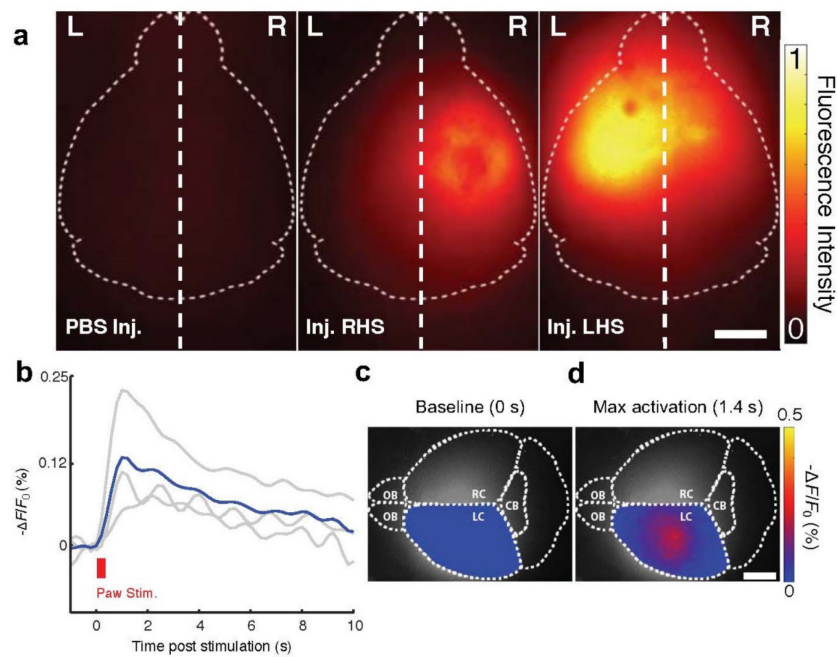 a
L R
L R
L R
PBS Inj.
Inj. RHS
Inj. LHS
1
0
Fluorescence Intensity
b
0.25
0.12
0
-ΔF/F0 (%)
Paw Stim.
0 2 4 6 8 10
Time post stimulation (s)
c
Baseline (0 s)
OB
OB
RC
LC
CB
d
Max activation (1.4 s)
OB
OB
RC
LC
CB
0.5
0
-ΔF/F0 (%)